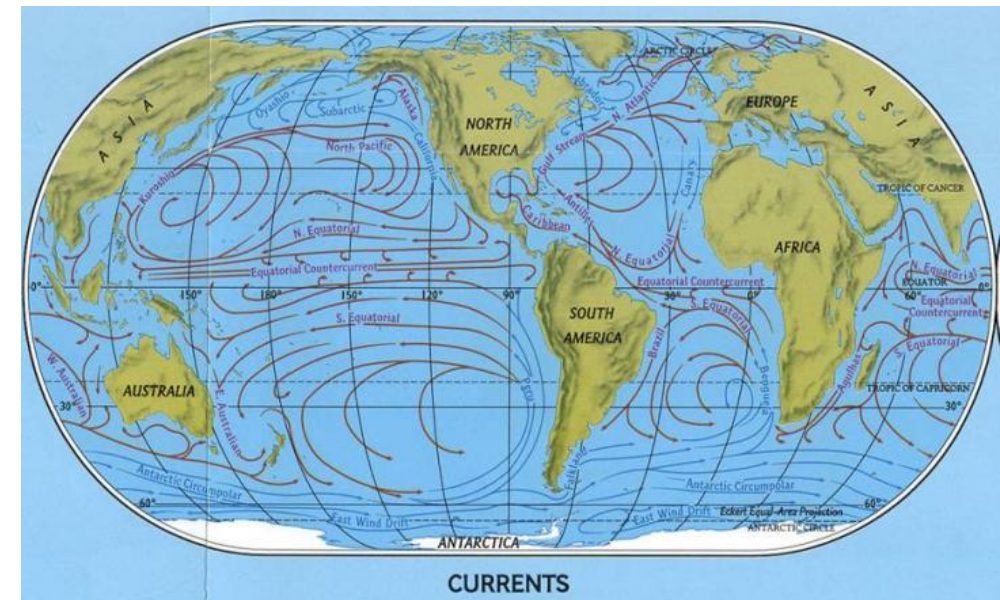 ARCTIC CIRCLE
ASIA
Oyashio
Subarctic
Alaska
NORTH
AMERICA
Labrador
N. Atlantic
EUROPE
ASIA
Kuroshio
North Pacific
California
Gulf Stream
Canary
TROPIC OF CANCER
Antilles
Caribbean
N. Equatorial
N. Equatorial
AFRICA
N. Equatorial
Equatorial Countercurrent
Equatorial Countercurrent
EQUATOR
0°
150°
180°
150°
120°
90°
30°
0°
60°
0°
Equatorial
Countercurrent
S. Equatorial
S. Equatorial
SOUTH
AMERICA
Brazil
S. Equatorial
W. Australian
AUSTRALIA
E. Australian
Peru
Benguela
Agulhas
TROPIC OF CAPRICORN
30°
30°
Falkland
Antarctic Circumpolar
Antarctic Circumpolar
60°
60°
East Wind Drift
East Wind Drift
Eckert Equal-Area Projection
ANTARCTIC CIRCLE
ANTARCTICA
CURRENTS